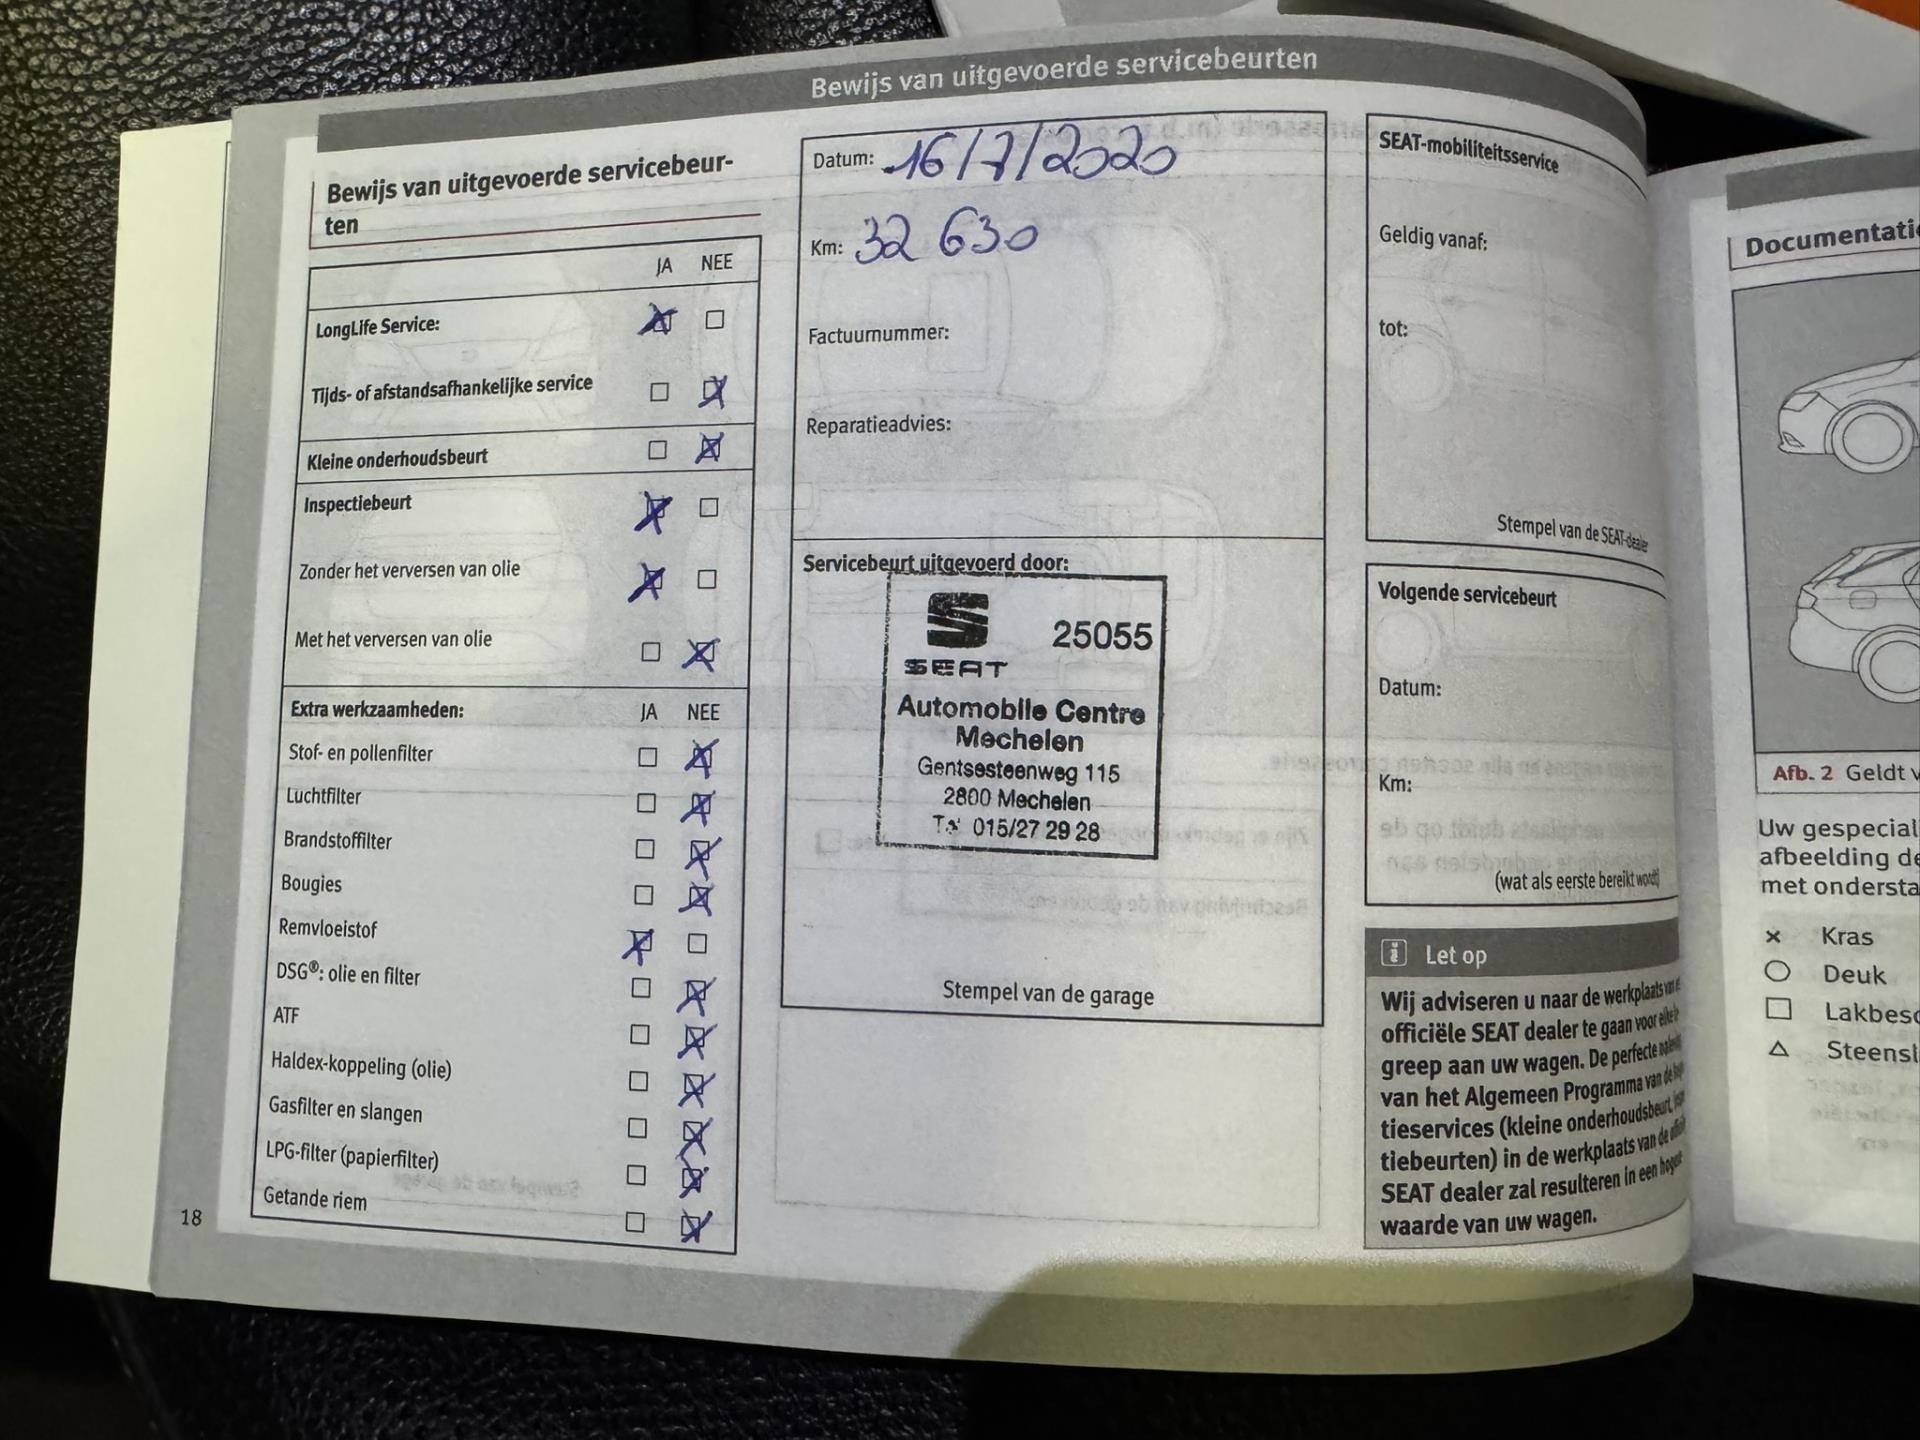 Bewijs van uitgevoerde servicebeurten
Bewijs van uitgevoerde servicebeur-
ten
JA NEE
LongLife Service:
Tijds- of afstandsafhankelijke service
Kleine onderhoudsbeurt
Inspectiebeurt
Zonder het verversen van olie
Met het verversen van olie
Extra werkzaamheden: JA NEE
Stof- en pollenfilter
Luchtfilter
Brandstoffilter
Bougies
Remvloeistof
DSG®: olie en filter
ATF
Haldex-koppeling (olie)
Gasfilter en slangen
LPG-filter (papierfilter)
Getande riem
18
Datum: 16/7/2020
Km: 32 630
Factuurnummer:
Reparatieadvies:
Servicebeurt uitgevoerd door:
25055
SEAT
Automobile Centre
Mechelen
Gentsesteenweg 115
2800 Mechelen
015/27 29 28
Stempel van de garage
SEAT-mobiliteitsservice
Geldig vanaf:
tot:
Stempel van de SEAT-dealer
Volgende servicebeurt
Datum:
Km:
(wat als eerste bereikt wordt)
Let op
Wij adviseren u naar de werkplaats van
officiële SEAT dealer te gaan voor elke
greep aan uw wagen. De perfecte
van het Algemeen Programma van de
tieservices (kleine onderhoudsbeurt,
tiebeurten) in de werkplaats van de
SEAT dealer zal resulteren in een hogere
waarde van uw wagen.
Documentati
Afb. 2 Geldt v
Uw gespecial
afbeelding de
met ondersta
Kras
Deuk
Lakbesc
Steensl